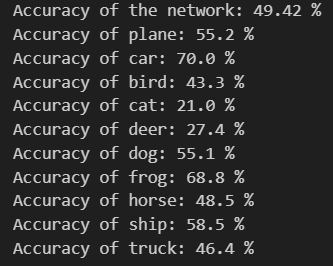 Accuracy of the network: 49.42 %
Accuracy of plane: 55.2 %
Accuracy of car: 70.0 %
Accuracy of bird: 43.3 %
Accuracy of cat: 21.0 %
Accuracy of deer: 27.4 %
Accuracy of dog: 55.1 %
Accuracy of frog: 68.8 %
Accuracy of horse: 48.5 %
Accuracy of ship: 58.5 %
Accuracy of truck: 46.4 %